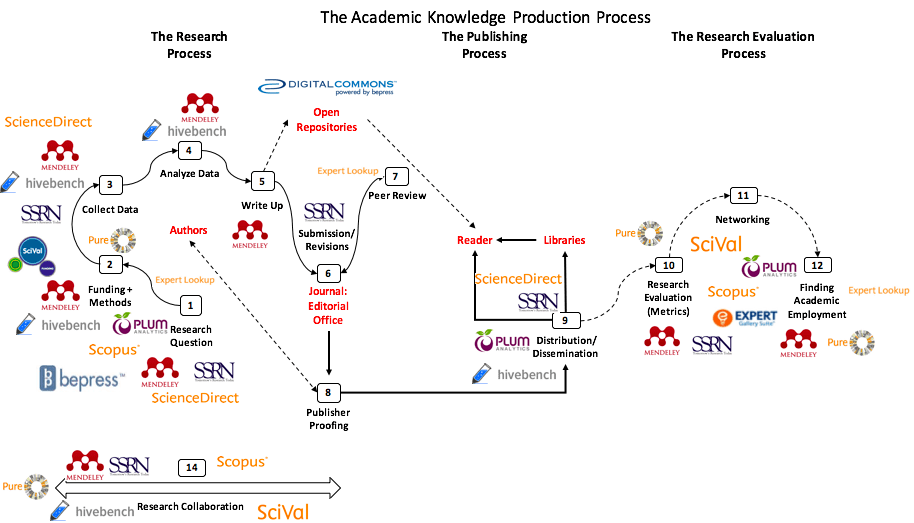 The Academic Knowledge Production Process
The Research
Process
The Publishing
Process
The Research Evaluation
Process
DIGITALCOMMONS™
powered by bepress
Open
Repositories
ScienceDirect
MENDELEY
hivebench
MENDELEY
hivebench
4
Analyze Data
3
Collect Data
5
Write Up
MENDELEY
Expert Lookup
7
Peer Review
SSRN
Submission/
Revisions
6
Journal:
Editorial
Office
SSRN
SciVal
Pure
2
Funding +
Methods
Authors
Expert Lookup
1
Research
Question
MENDELEY
hivebench
PLUM
ANALYTICS
Scopus®
bepress™
MENDELEY
SSRN
ScienceDirect
8
Publisher
Proofing
Reader
Libraries
ScienceDirect
SSRN
9
Distribution/
Dissemination
PLUM
ANALYTICS
hivebench
11
Networking
Pure
SciVal
10
Research
Evaluation
(Metrics)
PLUM
ANALYTICS
Scopus®
EXPERT
Gallery Suite™
MENDELEY
SSRN
12
Finding
Academic
Employment
Expert Lookup
MENDELEY
Pure
MENDELEY
SSRN
14
Scopus®
Pure
hivebench
Research Collaboration
SciVal